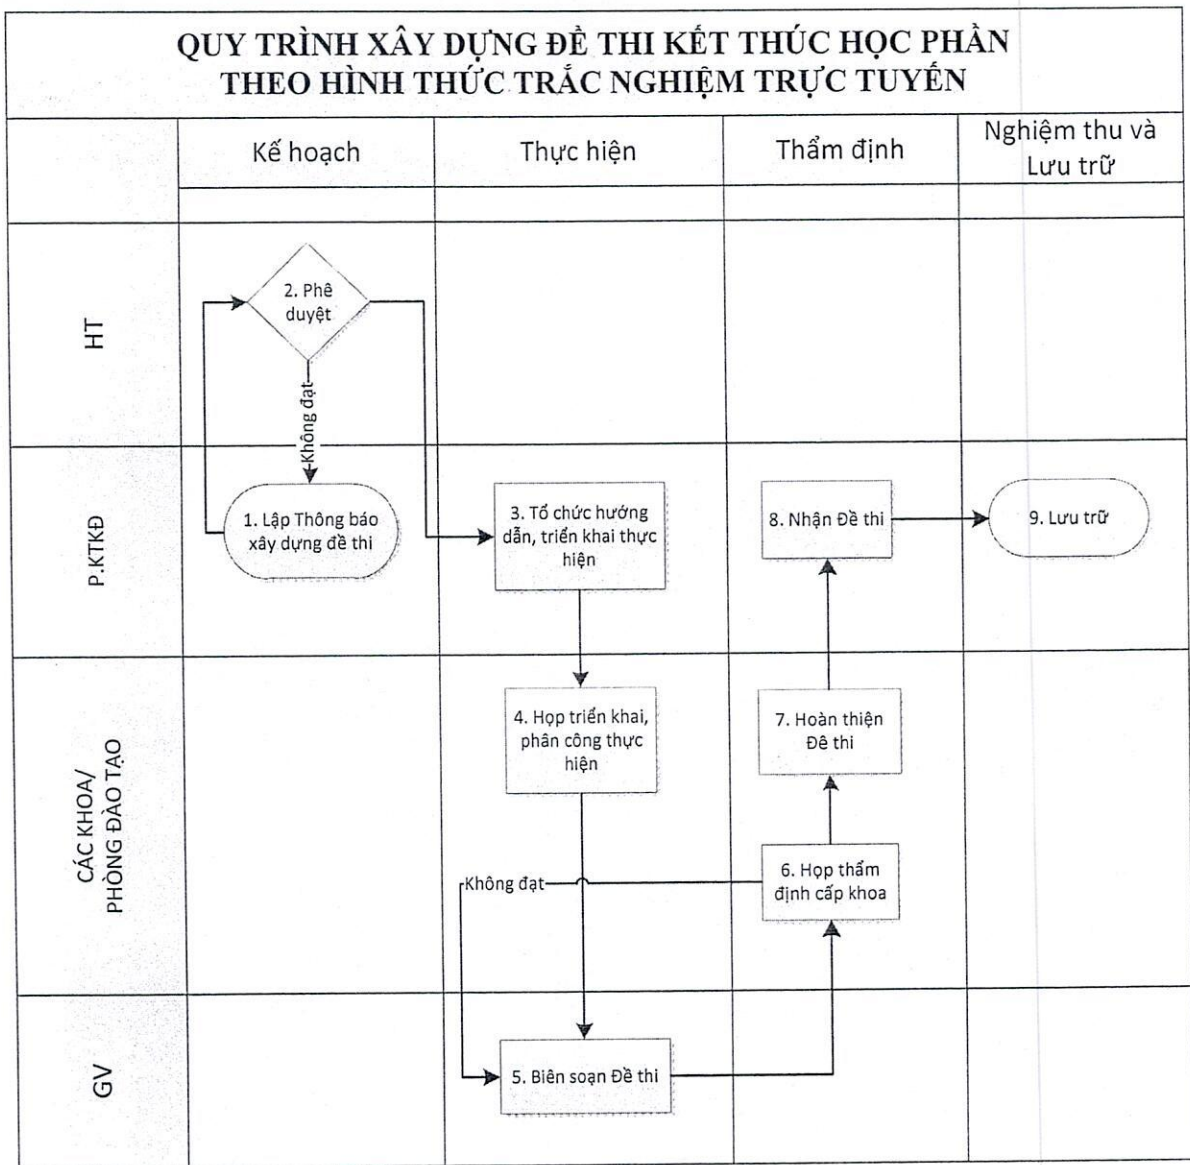 QUY TRÌNH XÂY DỰNG ĐỀ THI KẾT THÚC HỌC PHẦN
THEO HÌNH THỨC TRẮC NGHIỆM TRỰC TUYẾN
Kế hoạch
Thực hiện
Thẩm định
Nghiệm thu và
Lưu trữ
HT
2. Phê
duyệt
Không đạt
P.KTKĐ
1. Lập Thông báo
xây dựng đề thi
3. Tổ chức hướng
dẫn, triển khai thực
hiện
8. Nhận Đề thi
9. Lưu trữ
CÁC KHOA/
PHÒNG ĐÀO TẠO
4. Họp triển khai,
phân công thực
hiện
7. Hoàn thiện
Đề thi
Không đạt
6. Họp thẩm
định cấp khoa
GV
5. Biên soạn Đề thi